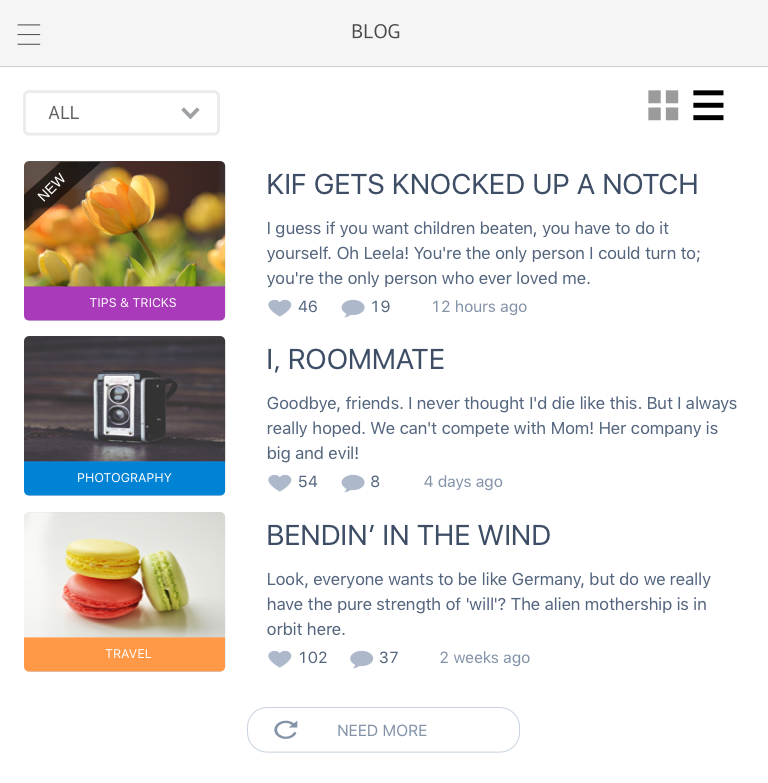 BLOG
ALL
NEW
TIPS & TRICKS
KIF GETS KNOCKED UP A NOTCH
I guess if you want children beaten, you have to do it
yourself. Oh Leela! You're the only person I could turn to;
you're the only person who ever loved me.
46 19 12 hours ago
PHOTOGRAPHY
I, ROOMMATE
Goodbye, friends. I never thought I'd die like this. But I always
really hoped. We can't compete with Mom! Her company is
big and evil!
54 8 4 days ago
TRAVEL
BENDIN’ IN THE WIND
Look, everyone wants to be like Germany, but do we really
have the pure strength of 'will'? The alien mothership is in
orbit here.
102 37 2 weeks ago
NEED MORE